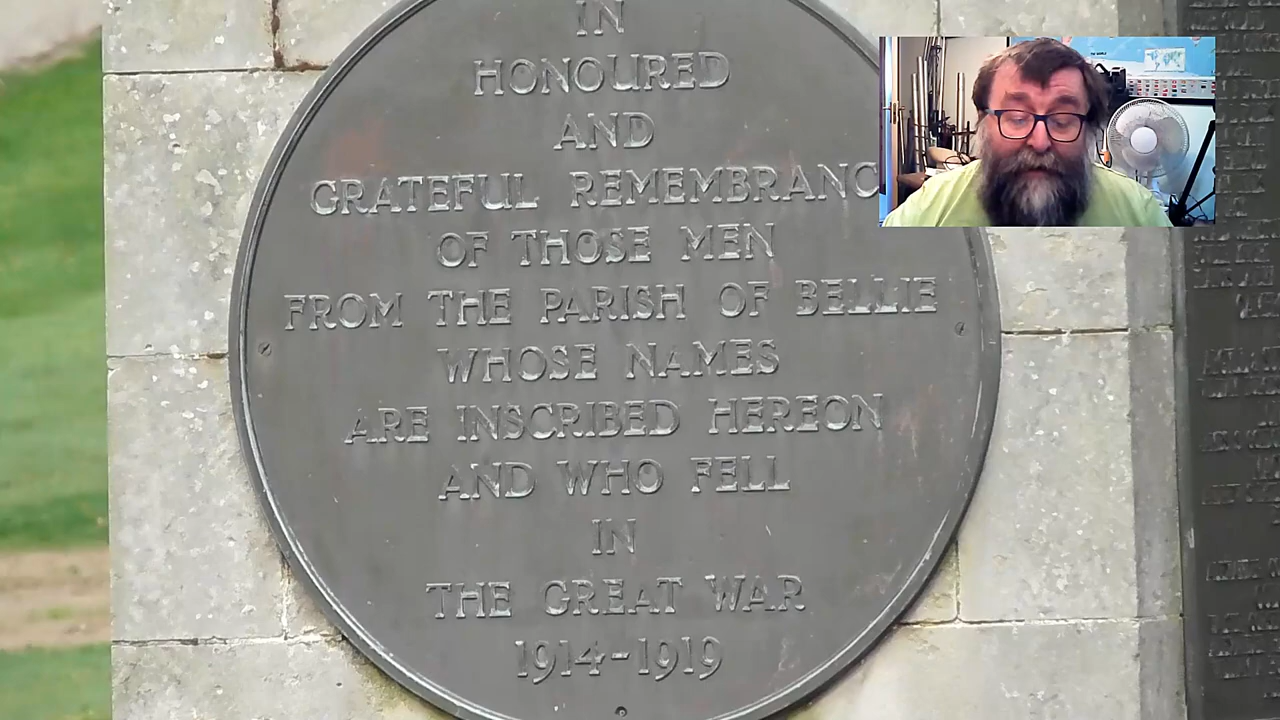 IN
HONOURED
AND
GRATEFUL REMEMBRANC
OF THOSE MEN
FROM THE PARISH OF BELLIE
WHOSE NAMES
ARE INSCRIBED HEREON
AND WHO FELL
IN
THE GREAT WAR
1914-1919